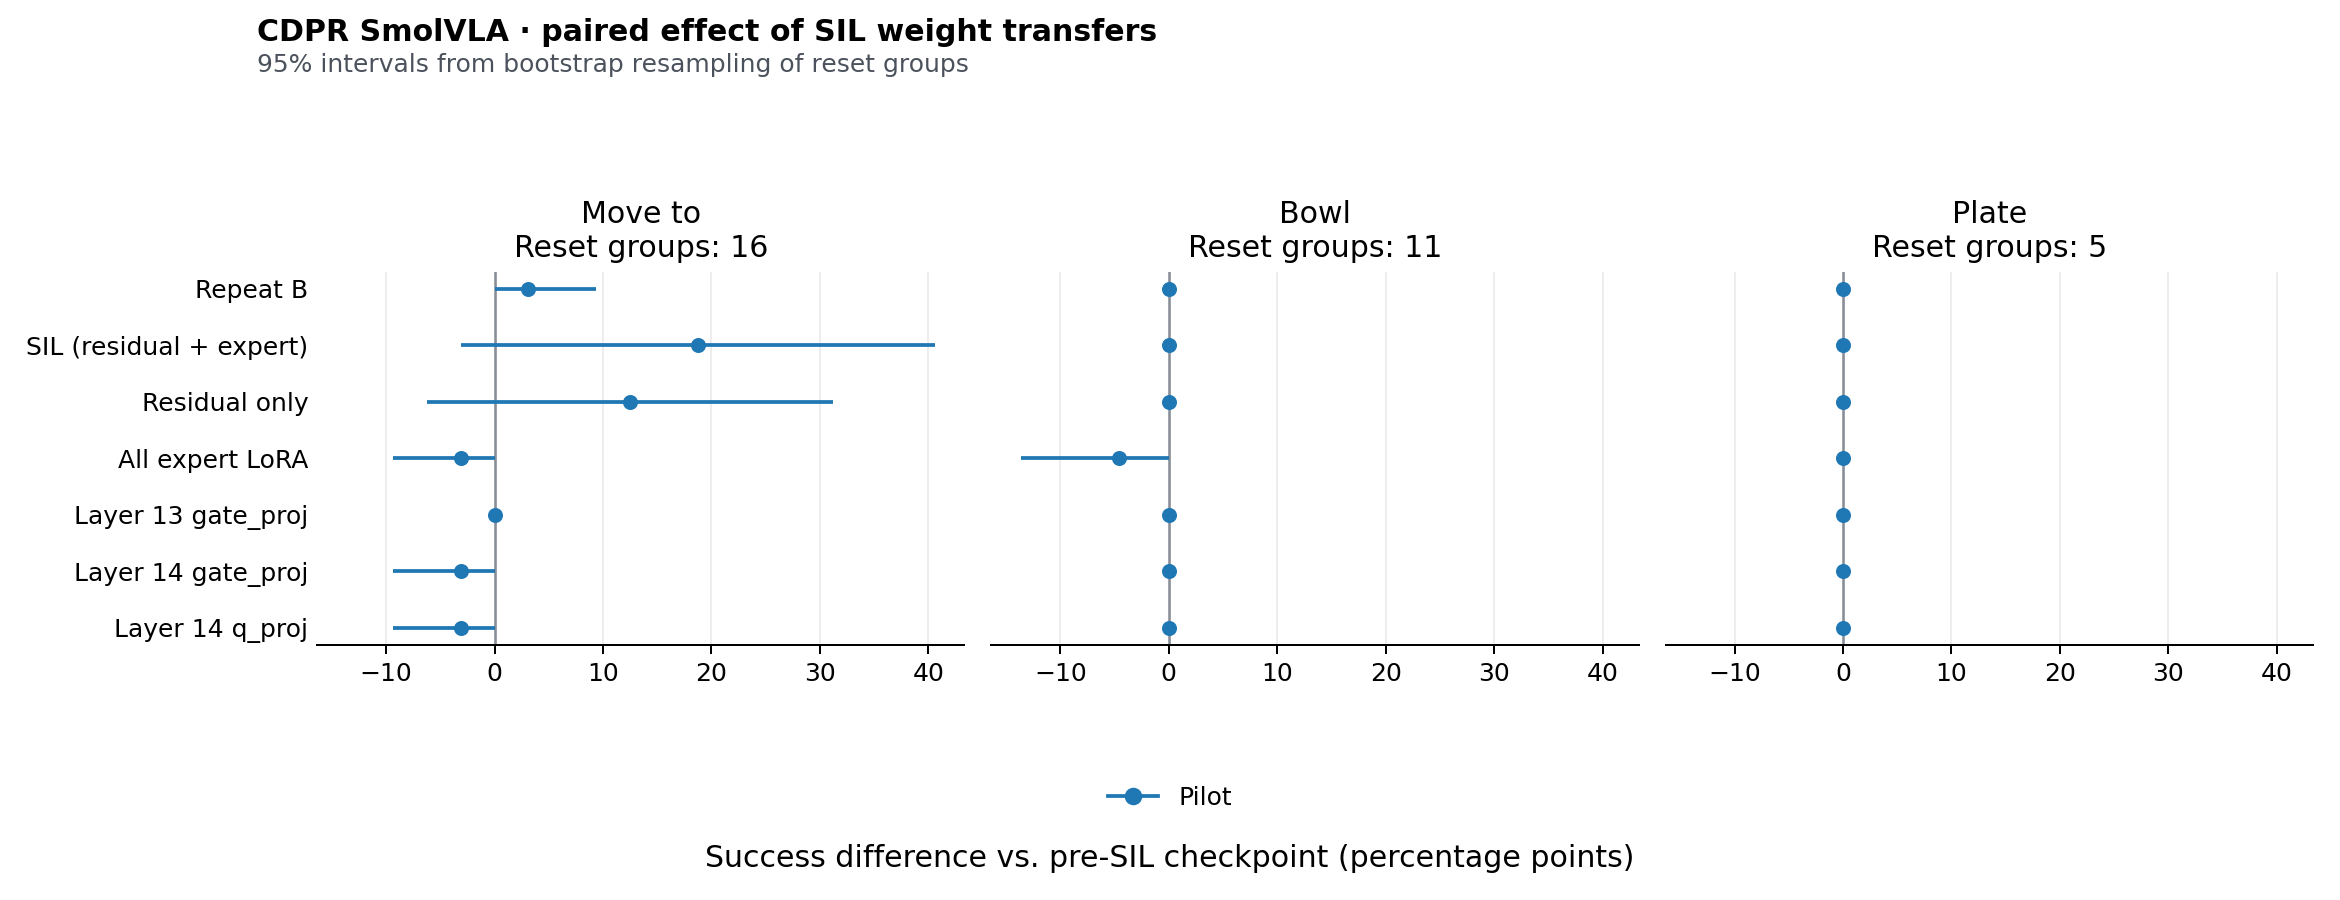 CDPR SmolVLA · paired effect of SIL weight transfers
95% intervals from bootstrap resampling of reset groups
Move to
Reset groups: 16
Bowl
Reset groups: 11
Plate
Reset groups: 5
Repeat B
SIL (residual + expert)
Residual only
All expert LoRA
Layer 13 gate_proj
Layer 14 gate_proj
Layer 14 q_proj
−10 0 10 20 30 40
−10 0 10 20 30 40
−10 0 10 20 30 40
Pilot
Success difference vs. pre-SIL checkpoint (percentage points)